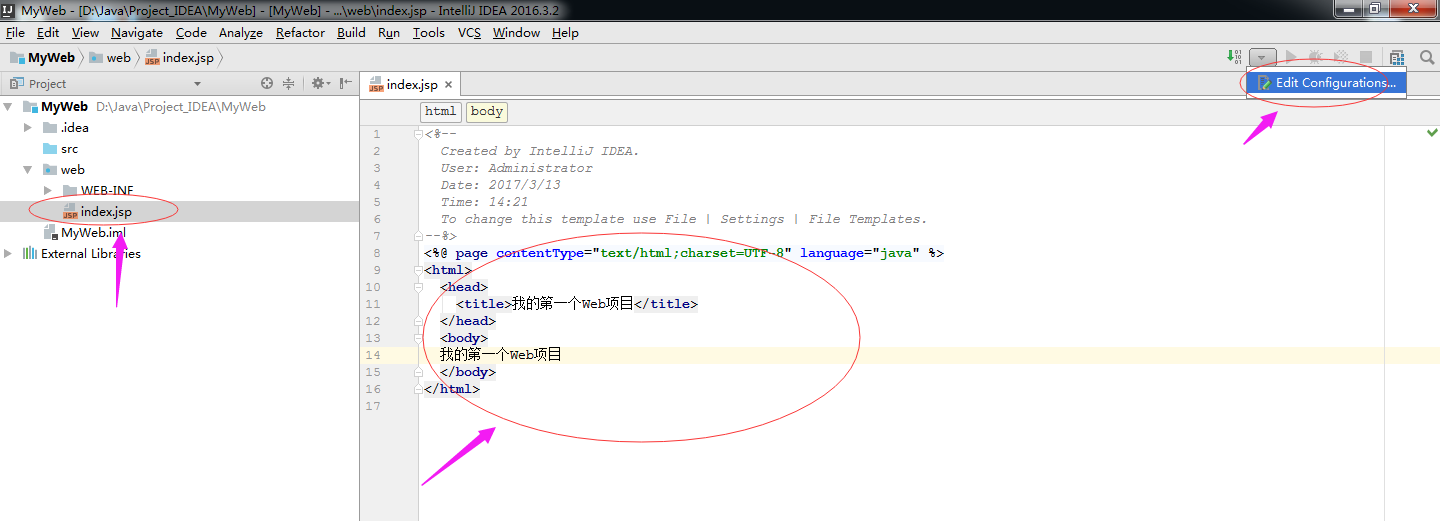 MyWeb - [D:\Java\Project_IDEA\MyWeb] - [MyWeb] - ...\web\index.jsp - IntelliJ IDEA 2016.3.2
File Edit View Navigate Code Analyze Refactor Build Run Tools VCS Window Help
MyWeb web index.jsp
Edit Configurations...
Project
MyWeb D:\Java\Project_IDEA\MyWeb
.idea
src
web
WEB-INF
index.jsp
MyWeb.iml
External Libraries
index.jsp
html body
1 <%--
2 Created by IntelliJ IDEA.
3 User: Administrator
4 Date: 2017/3/13
5 Time: 14:21
6 To change this template use File | Settings | File Templates.
7 --%>
8 <%@ page contentType="text/html;charset=UTF-8" language="java" %>
9 <html>
10 <head>
11 <title>我的第一个Web项目</title>
12 </head>
13 <body>
14 我的第一个Web项目
15 </body>
16 </html>
17